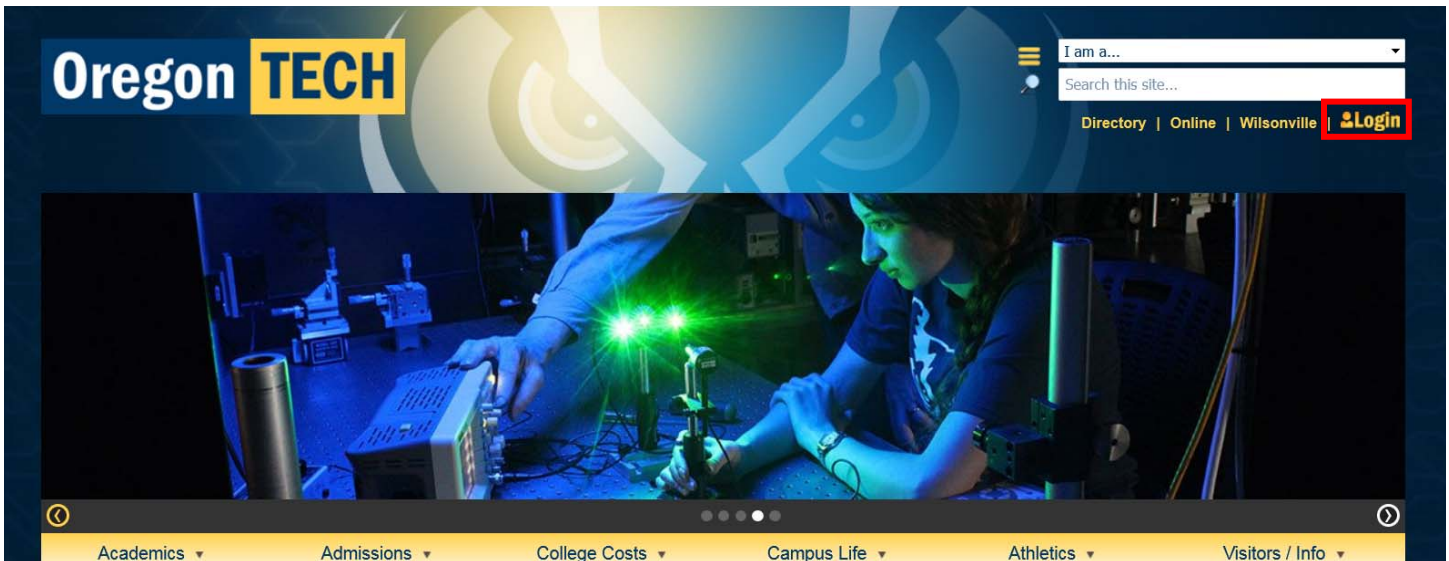 Oregon TECH
I am a...
Search this site...
Directory | Online | Wilsonville | Login
Academics
Admissions
College Costs
Campus Life
Athletics
Visitors / Info